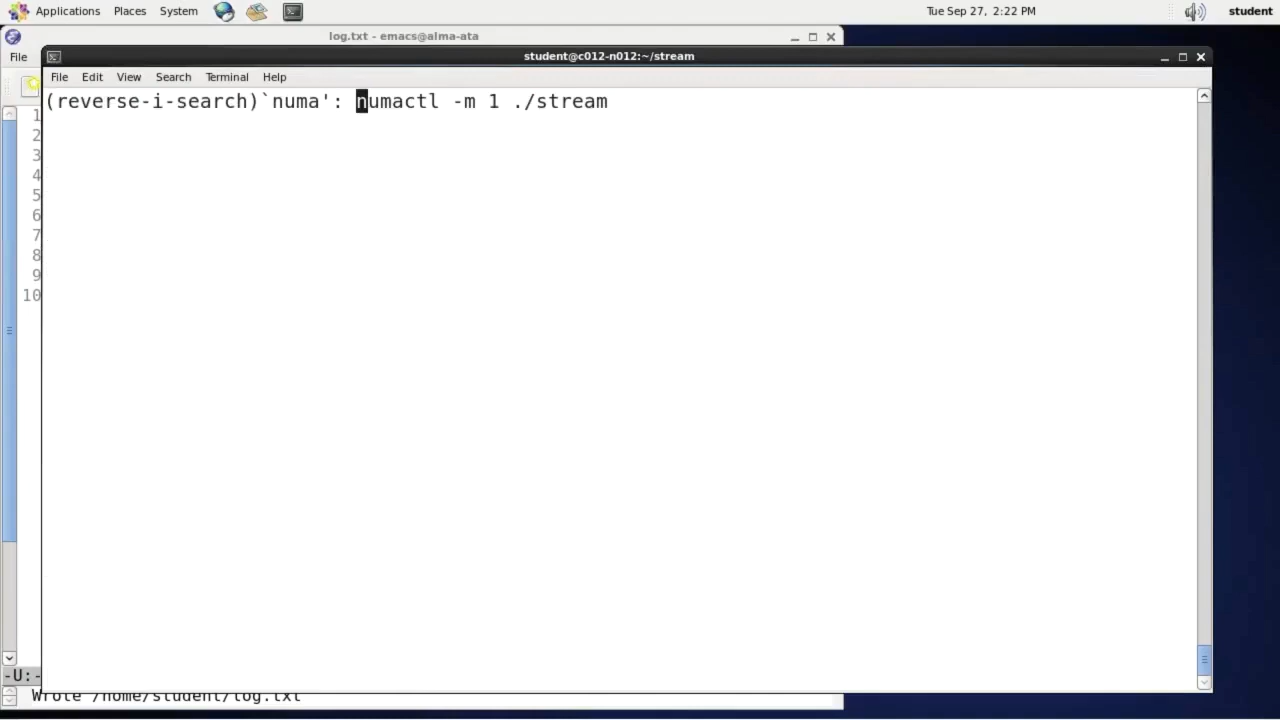 Applications Places System Tue Sep 27, 2:22 PM student
log.txt - emacs@alma-ata
File
student@c012-n012:~/stream
File Edit View Search Terminal Help
(reverse-i-search)`numa': numactl -m 1 ./stream
1
2
3
4
5
6
7
8
9
10
-U:-
Wrote /home/student/log.txt